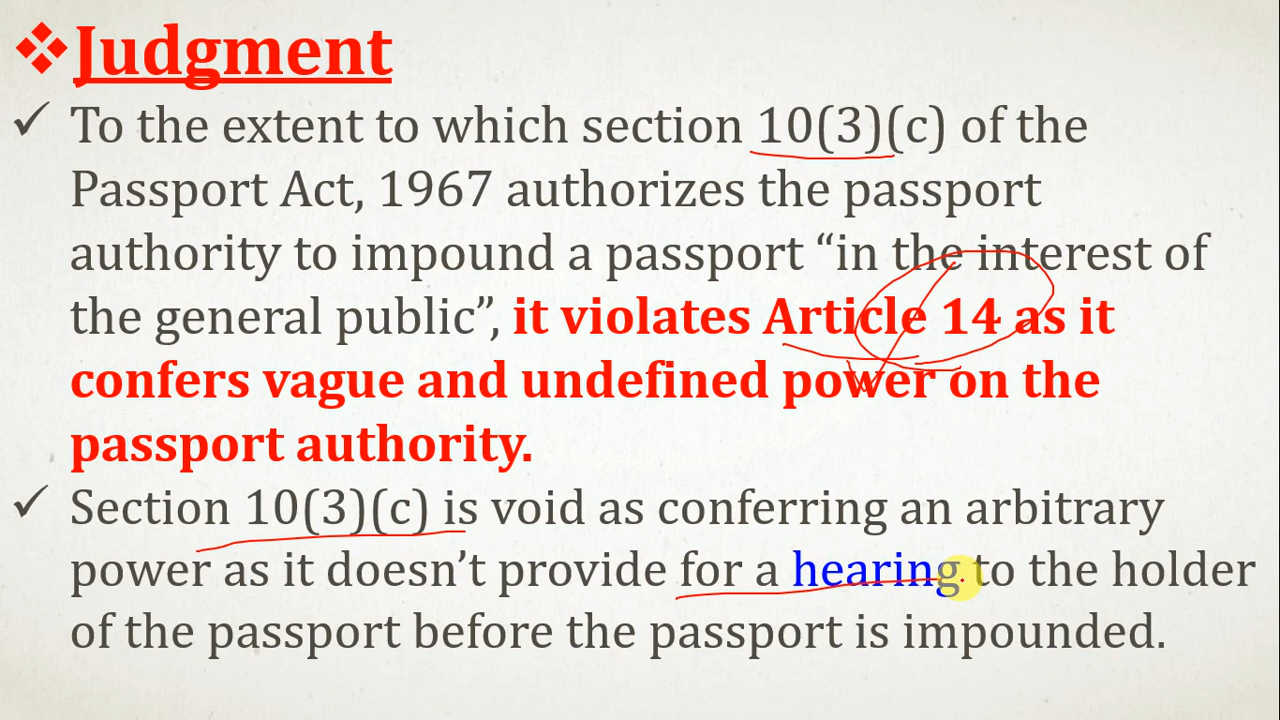 Judgment
To the extent to which section 10(3)(c) of the
Passport Act, 1967 authorizes the passport
authority to impound a passport “in the interest of
the general public”, it violates Article 14 as it
confers vague and undefined power on the
passport authority.
Section 10(3)(c) is void as conferring an arbitrary
power as it doesn’t provide for a hearing to the holder
of the passport before the passport is impounded.